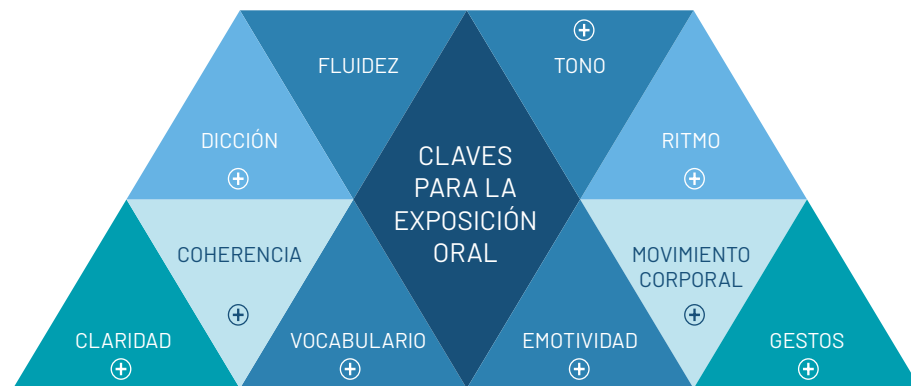 FLUIDEZ
TONO
DICCIÓN
RITMO
CLAVES
PARA LA
EXPOSICIÓN
ORAL
COHERENCIA
MOVIMIENTO
CORPORAL
CLARIDAD
VOCABULARIO
EMOTIVIDAD
GESTOS